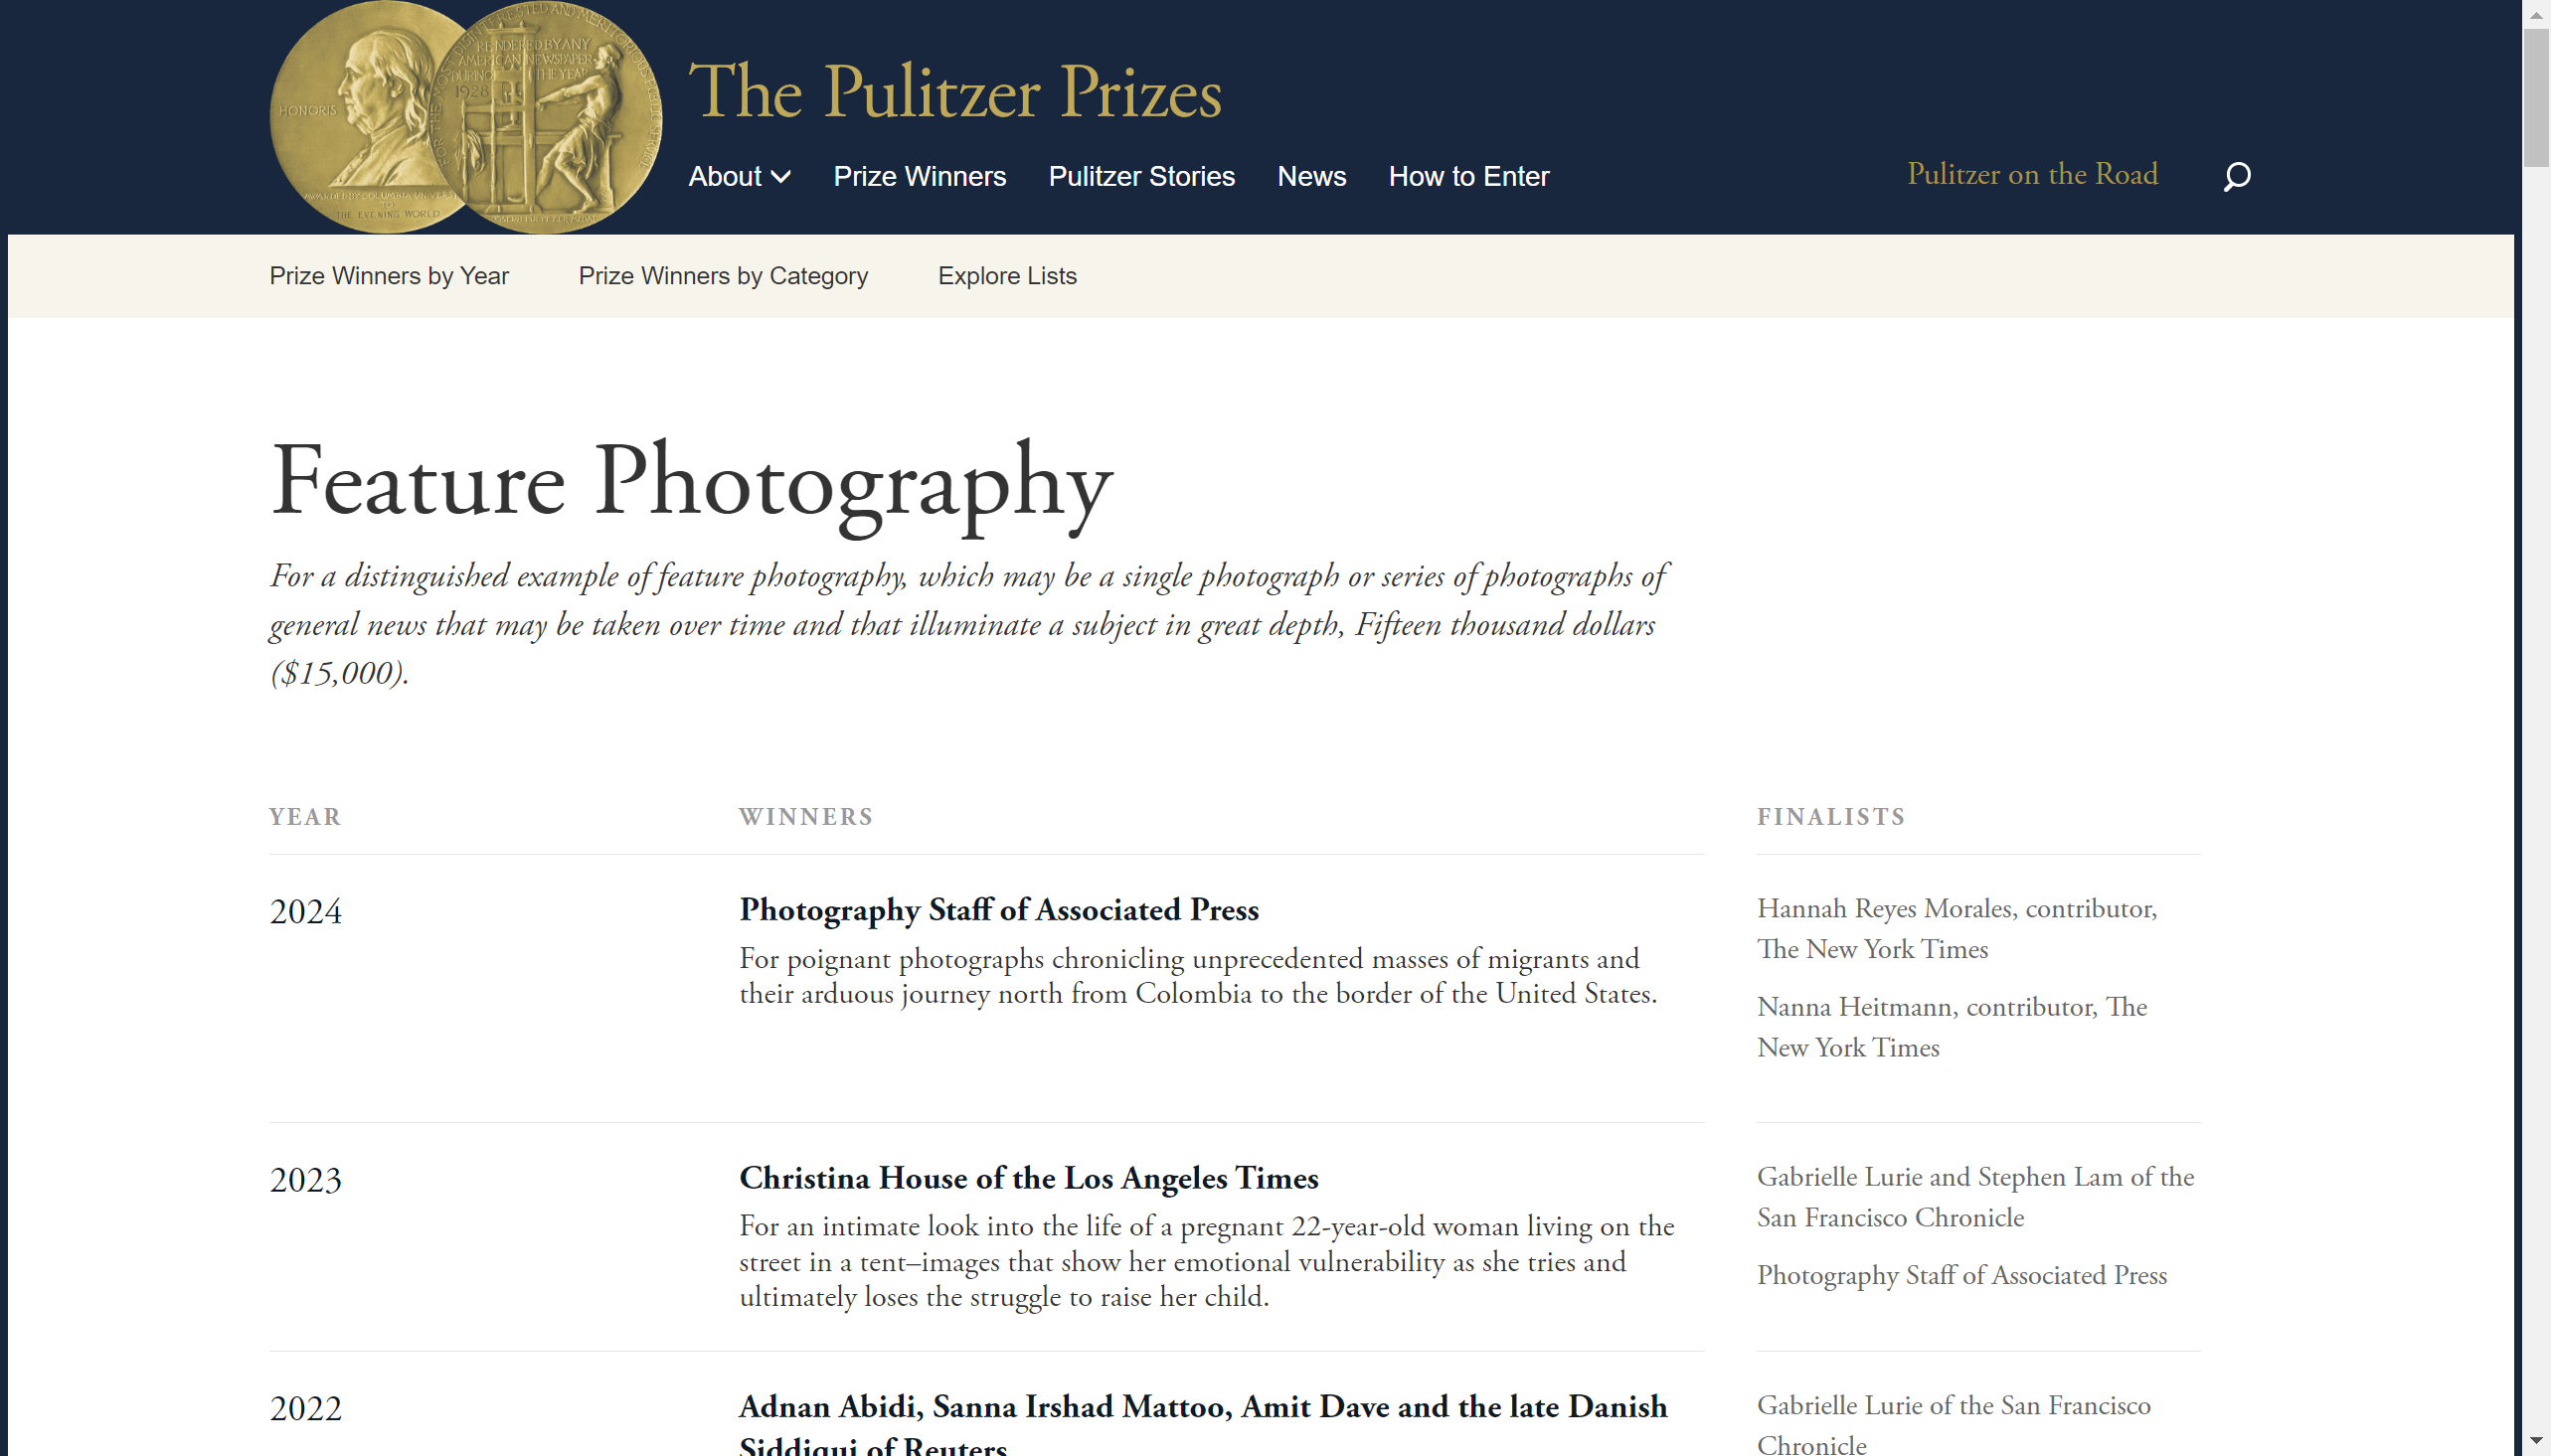 HONORIS
AWARDED BY COLUMBIA UNIVERSITY
TO
THE EVENING WORLD
RENDERED BY ANY
AMERICAN NEWSPAPER
DURING THE YEAR
1928
The Pulitzer Prizes
About
Prize Winners
Pulitzer Stories
News
How to Enter
Pulitzer on the Road
Prize Winners by Year
Prize Winners by Category
Explore Lists
Feature Photography
For a distinguished example of feature photography, which may be a single photograph or series of photographs of
general news that may be taken over time and that illuminate a subject in great depth, Fifteen thousand dollars
($15,000).
YEAR
WINNERS
FINALISTS
2024
Photography Staff of Associated Press
For poignant photographs chronicling unprecedented masses of migrants and
their arduous journey north from Colombia to the border of the United States.
Hannah Reyes Morales, contributor,
The New York Times
Nanna Heitmann, contributor, The
New York Times
2023
Christina House of the Los Angeles Times
For an intimate look into the life of a pregnant 22-year-old woman living on the
street in a tent–images that show her emotional vulnerability as she tries and
ultimately loses the struggle to raise her child.
Gabrielle Lurie and Stephen Lam of the
San Francisco Chronicle
Photography Staff of Associated Press
2022
Adnan Abidi, Sanna Irshad Mattoo, Amit Dave and the late Danish
Siddiqui of Reuters
Gabrielle Lurie of the San Francisco
Chronicle